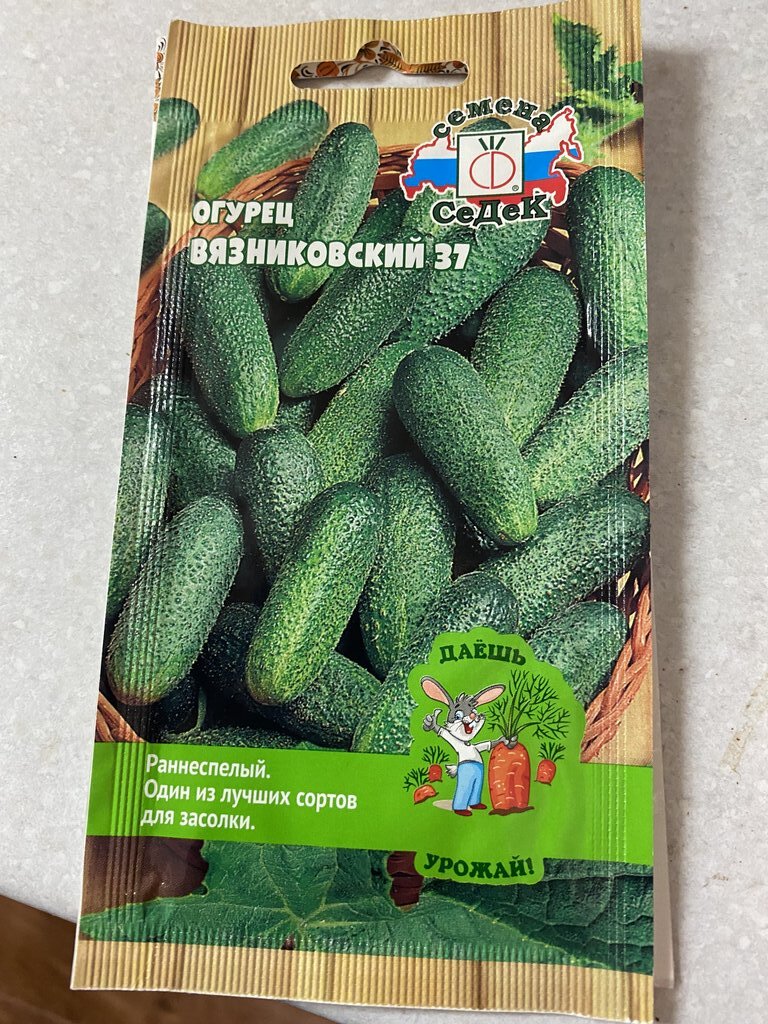 семена
СеДеК
ОГУРЕЦ
ВЯЗНИКОВСКИЙ 37
ДАЁШЬ
Раннеспелый.
Один из лучших сортов
для засолки.
УРОЖАЙ!